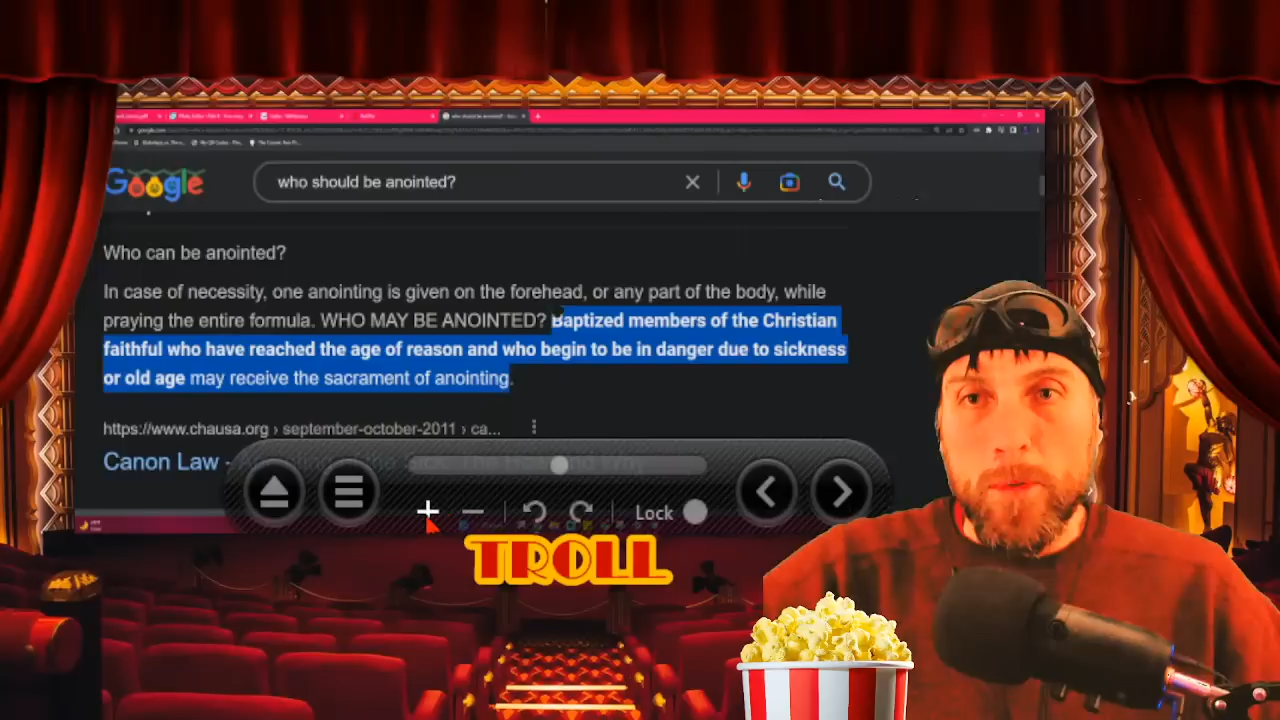 Google
who should be anointed?
Who can be anointed?
In case of necessity, one anointing is given on the forehead, or any part of the body, while
praying the entire formula. WHO MAY BE ANOINTED? Baptized members of the Christian
faithful who have reached the age of reason and who begin to be in danger due to sickness
or old age may receive the sacrament of anointing.
https://www.chausa.org › september-october-2011 › ca...
Canon Law -
Lock
TROLL